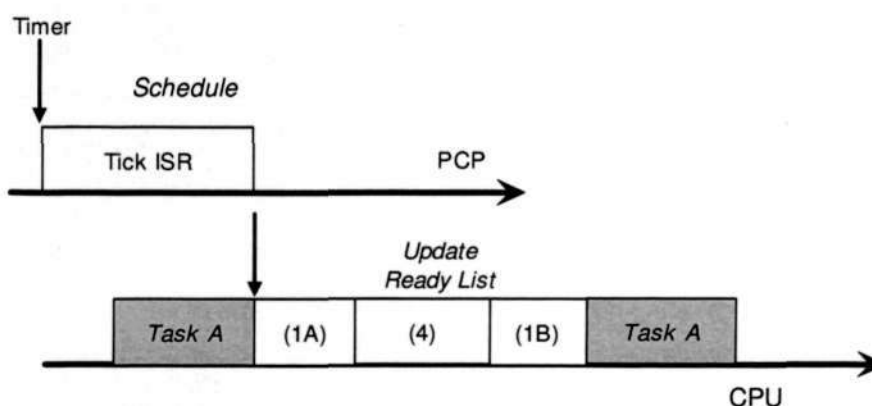 Timer
Schedule
Tick ISR
PCP
Update
Ready List
Task A
(1A)
(4)
(1B)
Task A
CPU